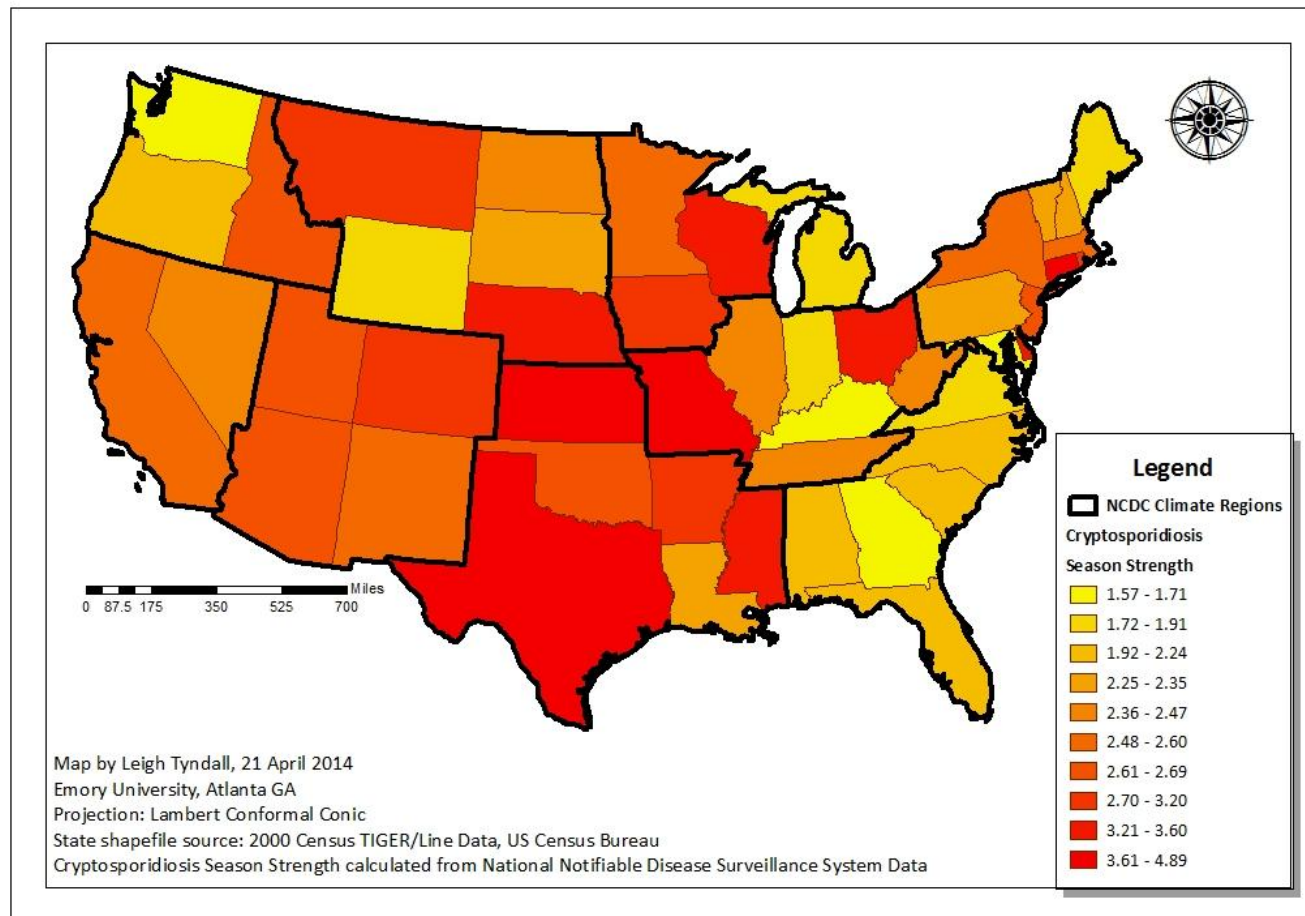 Miles
0 87.5 175 350 525 700
Map by Leigh Tyndall, 21 April 2014
Emory University, Atlanta GA
Projection: Lambert Conformal Conic
State shapefile source: 2000 Census TIGER/Line Data, US Census Bureau
Cryptosporidiosis Season Strength calculated from National Notifiable Disease Surveillance System Data
Legend
NCDC Climate Regions
Cryptosporidiosis
Season Strength
1.57 - 1.71
1.72 - 1.91
1.92 - 2.24
2.25 - 2.35
2.36 - 2.47
2.48 - 2.60
2.61 - 2.69
2.70 - 3.20
3.21 - 3.60
3.61 - 4.89